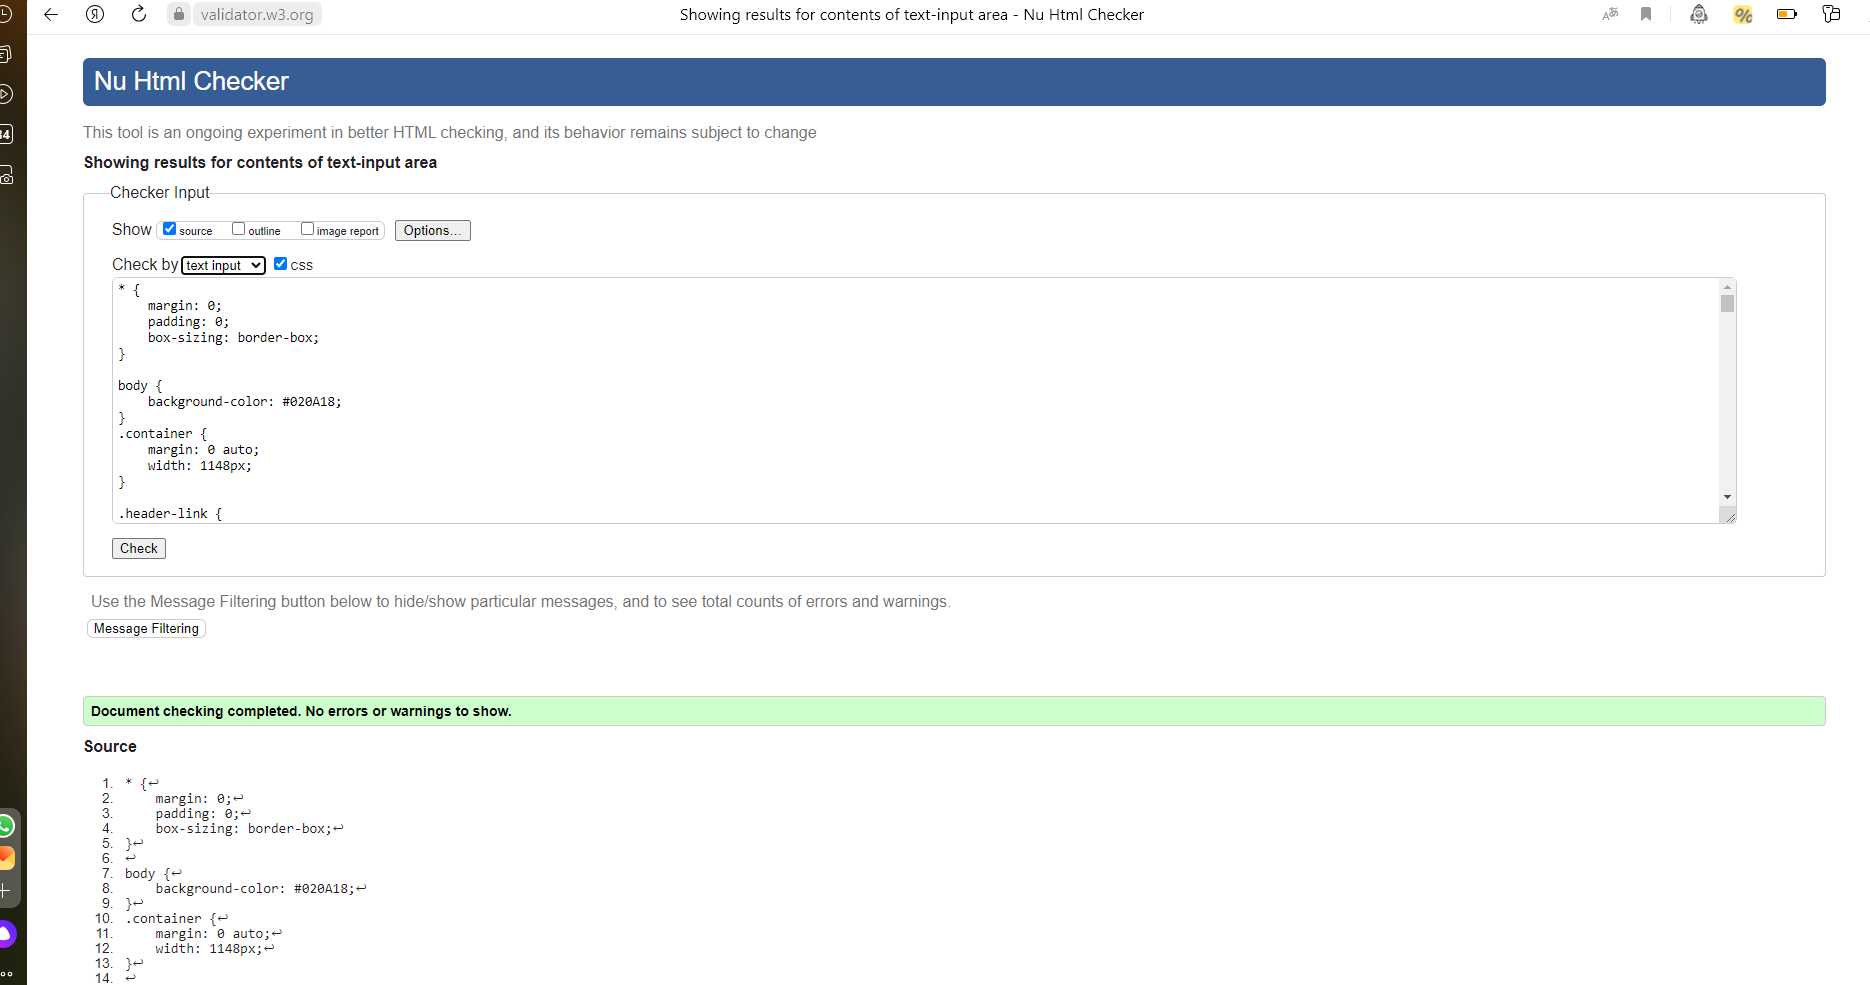 validator.w3.org
Showing results for contents of text-input area - Nu Html Checker
Nu Html Checker
This tool is an ongoing experiment in better HTML checking, and its behavior remains subject to change
Showing results for contents of text-input area
Checker Input
Show source outline image report Options...
Check by text input css
* {
    margin: 0;
    padding: 0;
    box-sizing: border-box;
}
body {
    background-color: #020A18;
}
.container {
    margin: 0 auto;
    width: 1148px;
}
.header-link {
Check
Use the Message Filtering button below to hide/show particular messages, and to see total counts of errors and warnings.
Message Filtering
Document checking completed. No errors or warnings to show.
Source
1. * {↩
2.     margin: 0;↩
3.     padding: 0;↩
4.     box-sizing: border-box;↩
5. }↩
6. ↩
7. body {↩
8.     background-color: #020A18;↩
9. }↩
10. .container {↩
11.     margin: 0 auto;↩
12.     width: 1148px;↩
13. }↩
14. ↩